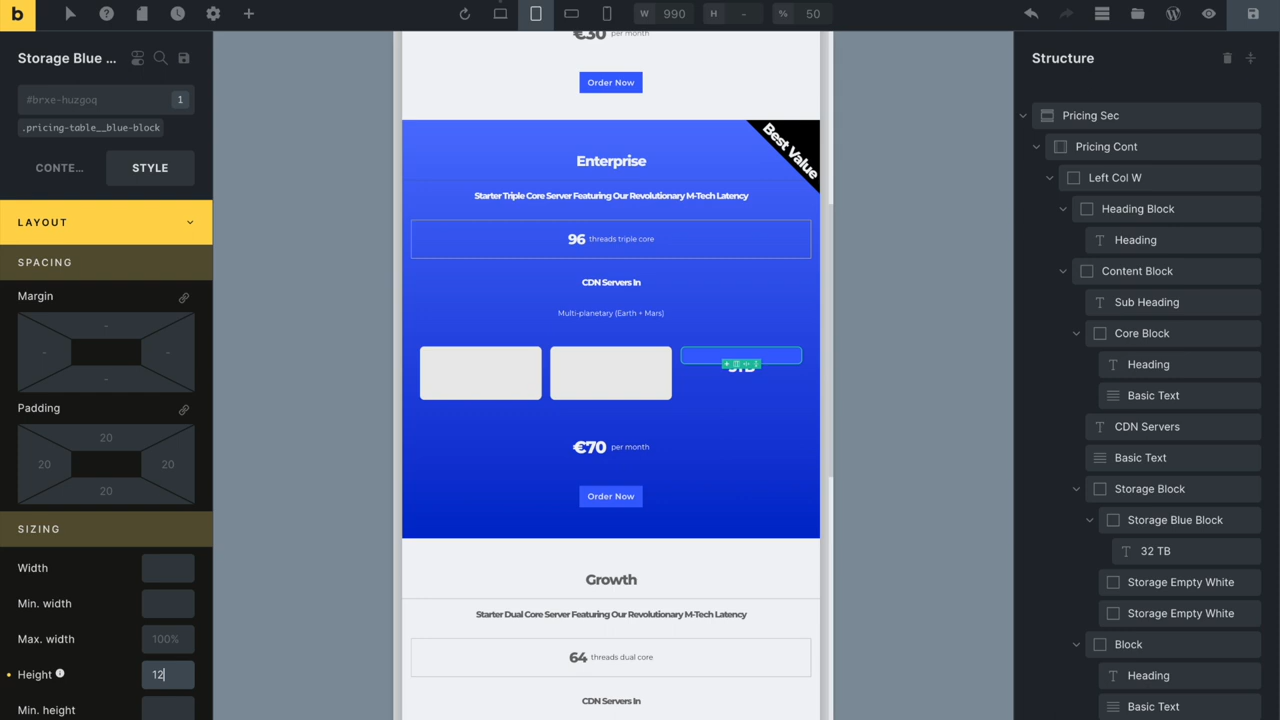 b
W 990 H - % 50
Storage Blue ...
#brxe-huzgoq 1
.pricing-table__blue-block
CONTE... STYLE
LAYOUT
SPACING
Margin
-
- -
-
Padding
20
20 20
20
SIZING
Width
Min. width
Max. width 100%
Height 12
Min. height
€30 per month
Order Now
Best Value
Enterprise
Starter Triple Core Server Featuring Our Revolutionary M-Tech Latency
96 threads triple core
CDN Servers In
Multi-planetary (Earth + Mars)
€70 per month
Order Now
Growth
Starter Dual Core Server Featuring Our Revolutionary M-Tech Latency
64 threads dual core
CDN Servers In
Structure
Pricing Sec
Pricing Cont
Left Col W
Heading Block
Heading
Content Block
Sub Heading
Core Block
Heading
Basic Text
CDN Servers
Basic Text
Storage Block
Storage Blue Block
32 TB
Storage Empty White
Storage Empty White
Block
Heading
Basic Text